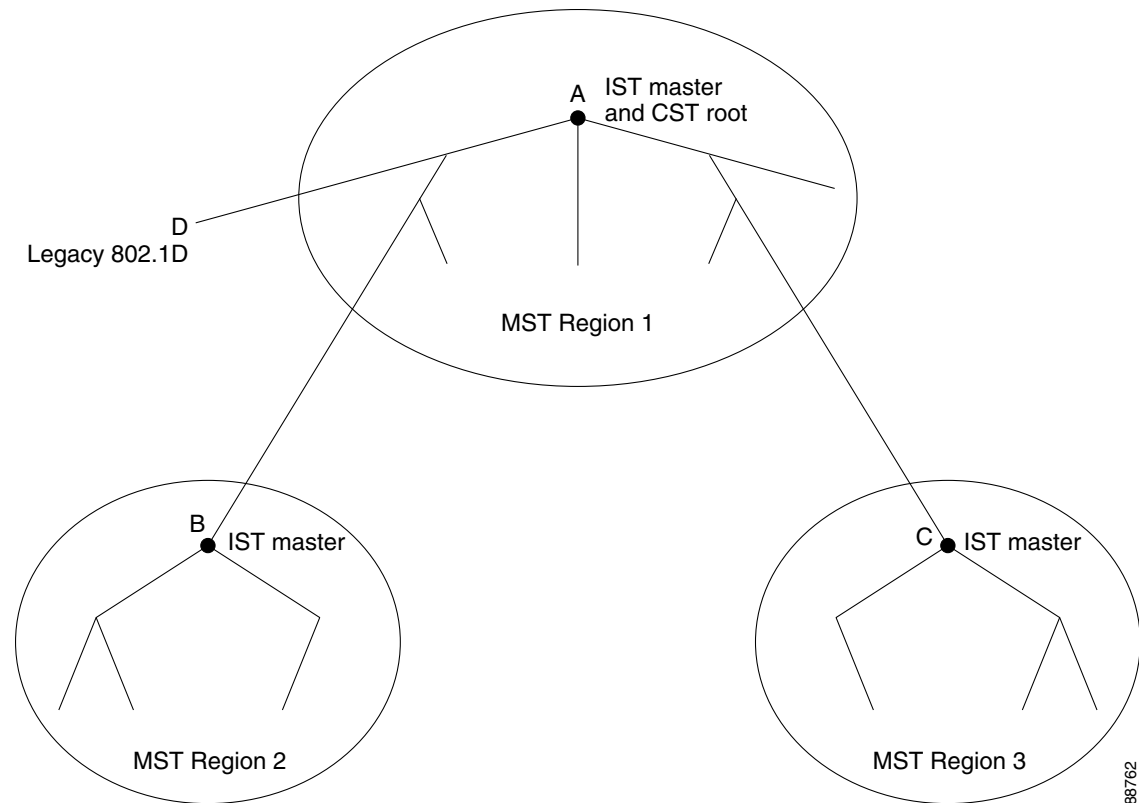 A
IST master
and CST root
D
Legacy 802.1D
MST Region 1
B
IST master
C
IST master
MST Region 2
MST Region 3
88762